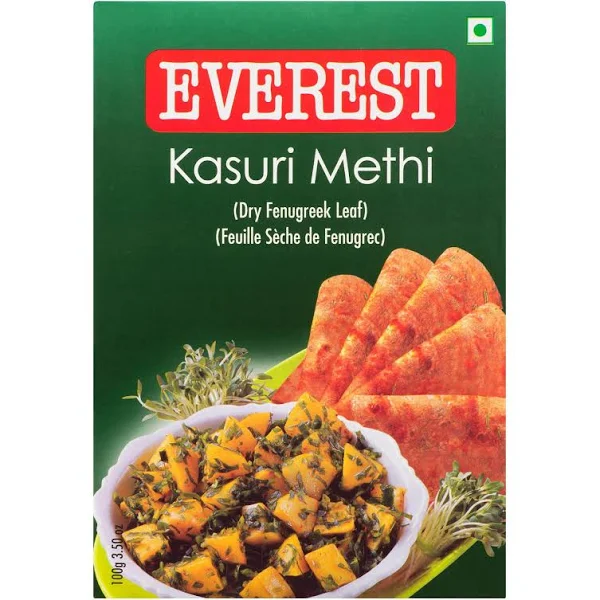 EVEREST
Kasuri Methi
(Dry Fenugreek Leaf)
(Feuille Sèche de Fenugrec)
100g 3.50 oz